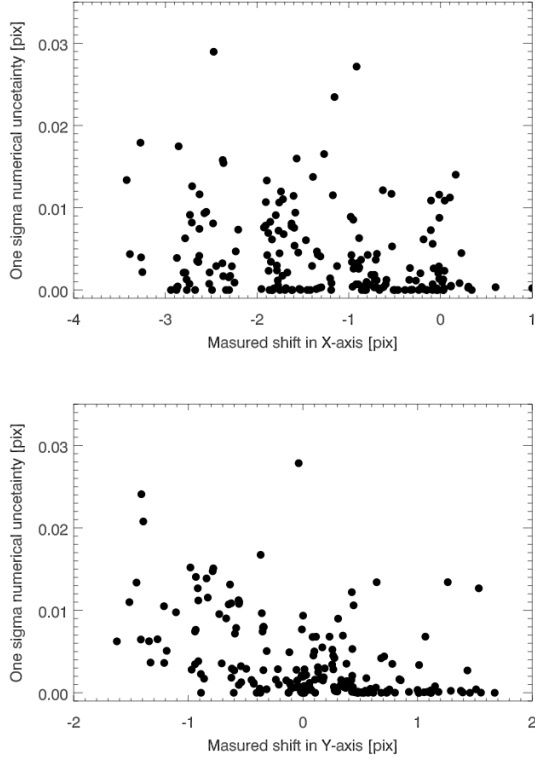 One sigma numerical uncetainty [pix]
0.03
0.02
0.01
0.00
-4 -3 -2 -1 0 1
Masured shift in X-axis [pix]
One sigma numerical uncetainty [pix]
0.03
0.02
0.01
0.00
-2 -1 0 1 2
Masured shift in Y-axis [pix]